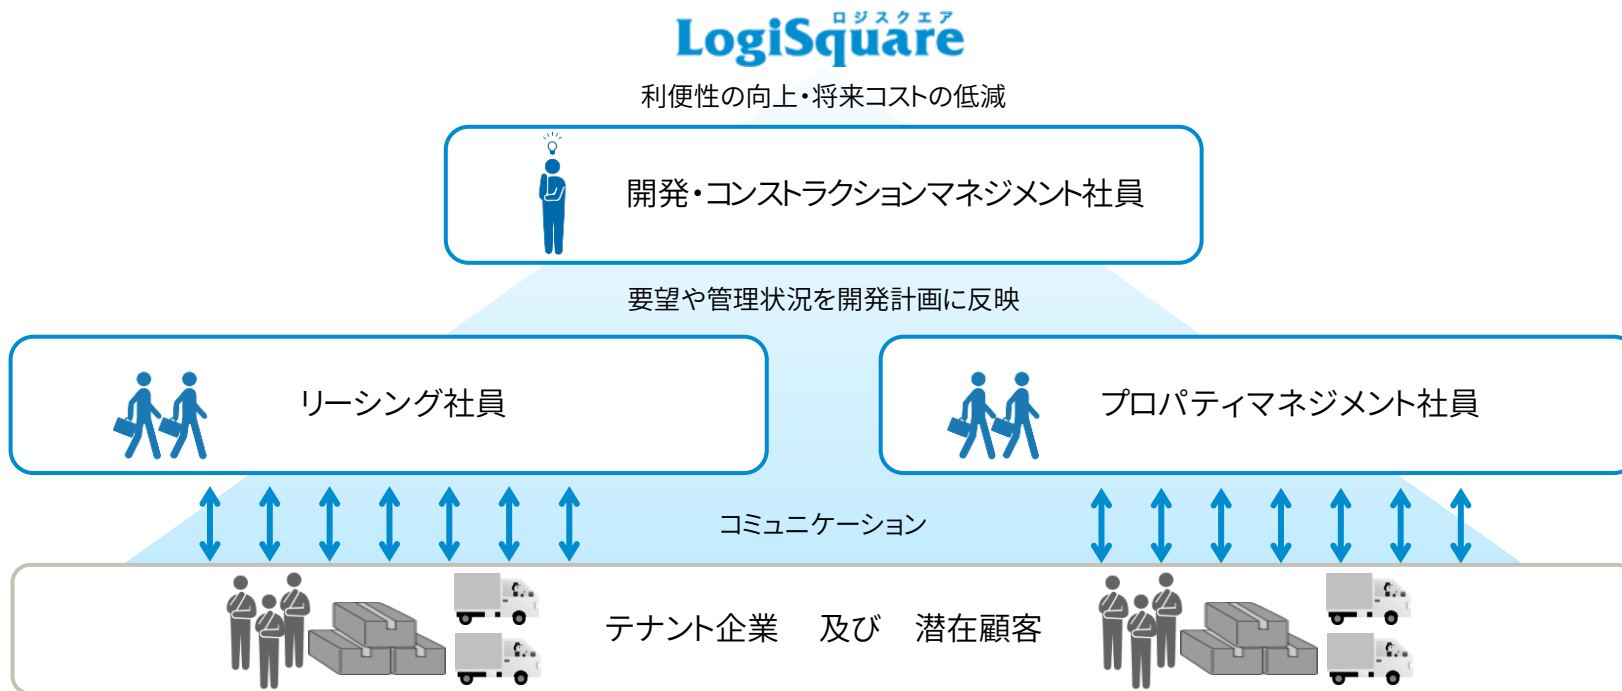 ロジスクエア
LogiSquare
利便性の向上・将来コストの低減
開発・コンストラクションマネジメント社員
要望や管理状況を開発計画に反映
リーシング社員
プロパティマネジメント社員
コミュニケーション
テナント企業 及び 潜在顧客